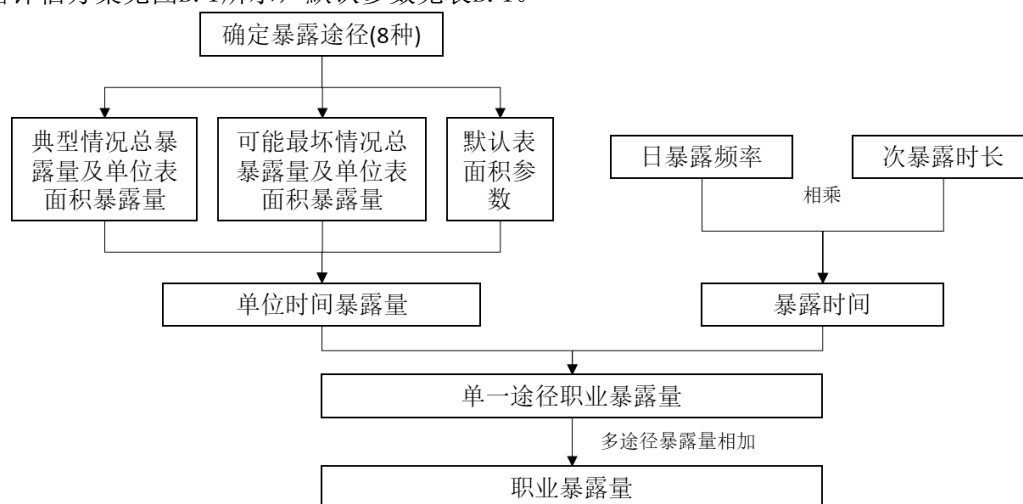 评估方案见图B.1所示，默认参数见表B.1。
确定暴露途径(8种)
典型情况总暴
露量及单位表
面积暴露量
可能最坏情况总
暴露量及单位表
面积暴露量
默认表
面积参
数
日暴露频率
次暴露时长
相乘
单位时间暴露量
暴露时间
单一途径职业暴露量
多途径暴露量相加
职业暴露量